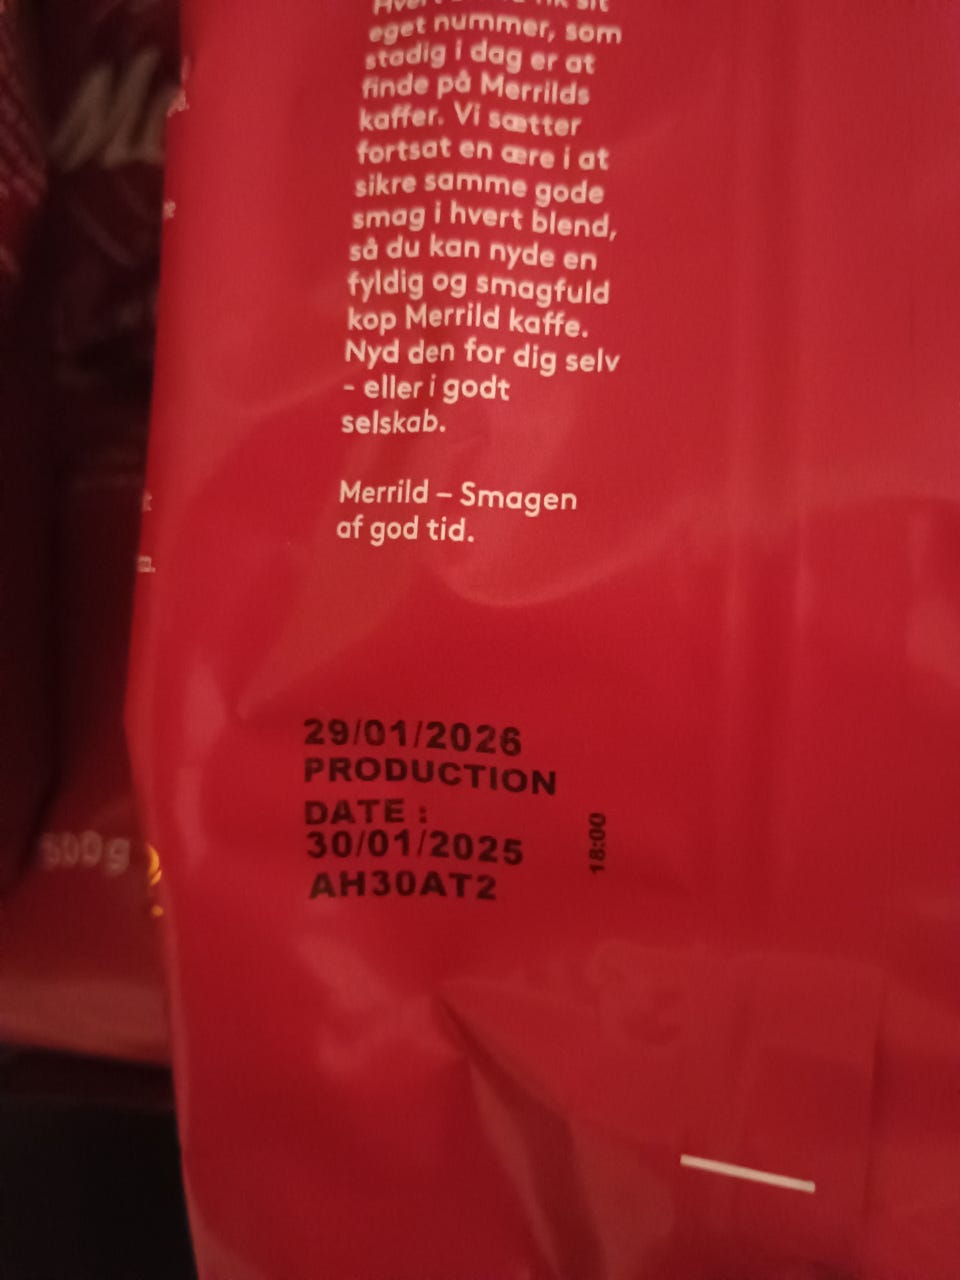 eget nummer, som
stadig i dag er at
finde på Merrilds
kaffer. Vi sætter
fortsat en ære i at
sikre samme gode
smag i hvert blend,
så du kan nyde en
fyldig og smagfuld
kop Merrild kaffe.
Nyd den for dig selv
- eller i godt
selskab.
Merrild – Smagen
af god tid.
29/01/2026
PRODUCTION
DATE :
30/01/2025
AH30AT2
18:00
500g